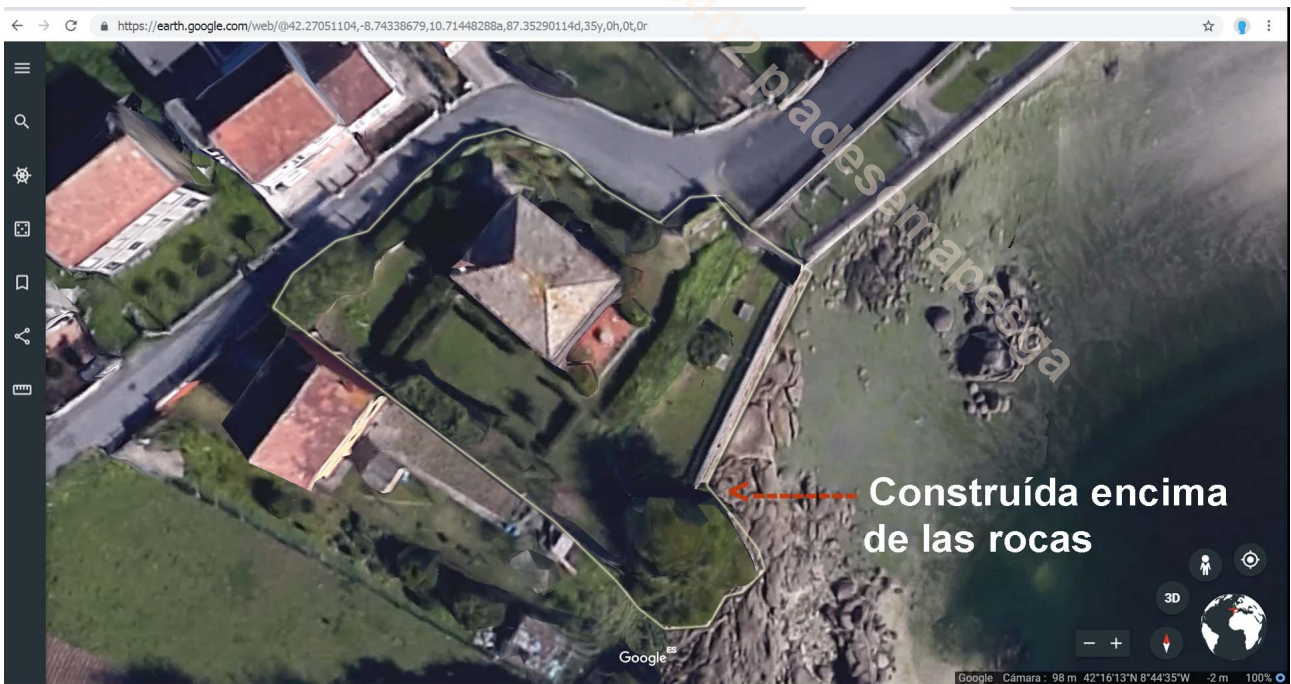 https://earth.google.com/web/@42.27051104,-8.74338679,10.71448288a,87.35290114d,35y,0h,0t,0r
Construída encima
de las rocas
3D
Google ES
Google Cámara : 98 m 42°16'13"N 8°44'35"W -2 m 100%